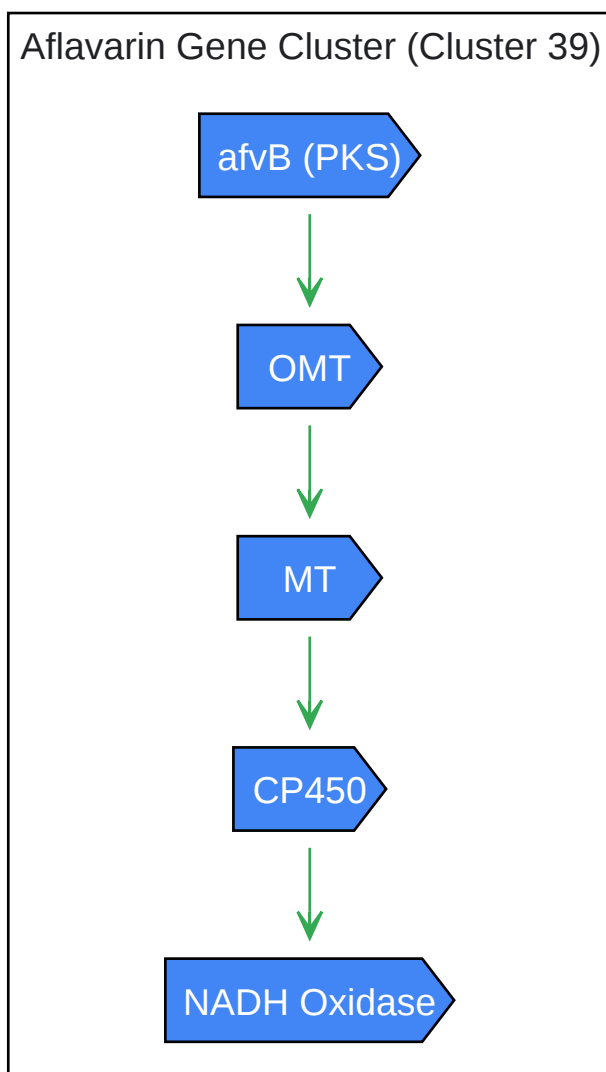 Aflavarin Gene Cluster (Cluster 39)
afvB (PKS)
OMT
MT
CP450
NADH Oxidase